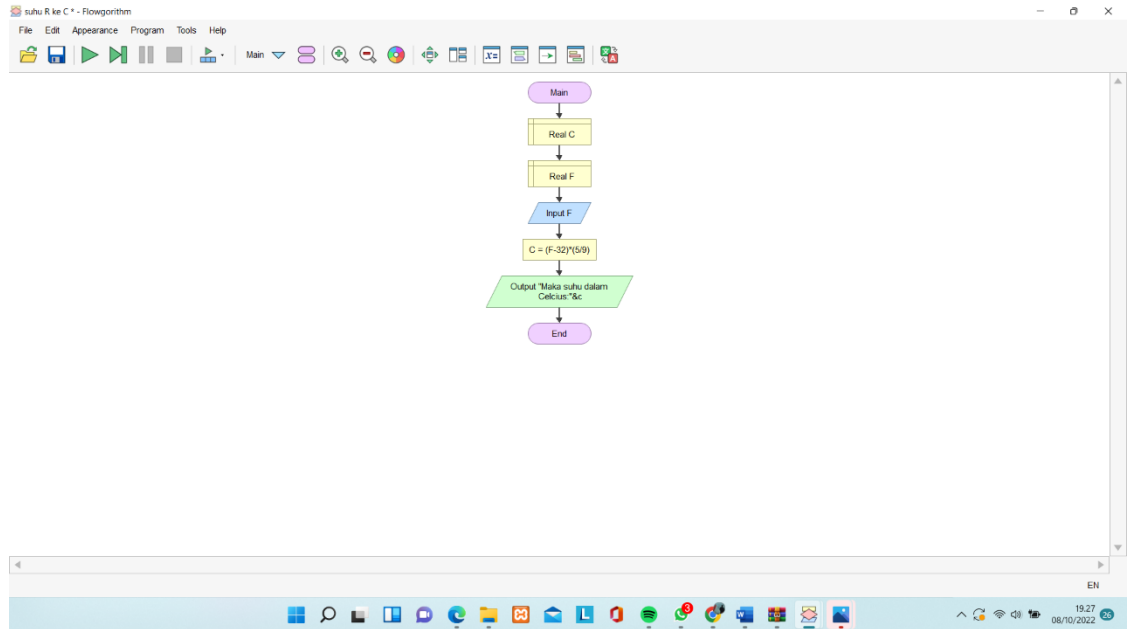 suhu R ke C * - Flowgorithm
File Edit Appearance Program Tools Help
Main
x=
Main
Real C
Real F
Input F
C = (F-32)*(5/9)
Output "Maka suhu dalam
Celcius:"&c
End
EN
3
19.27
08/10/2022
26